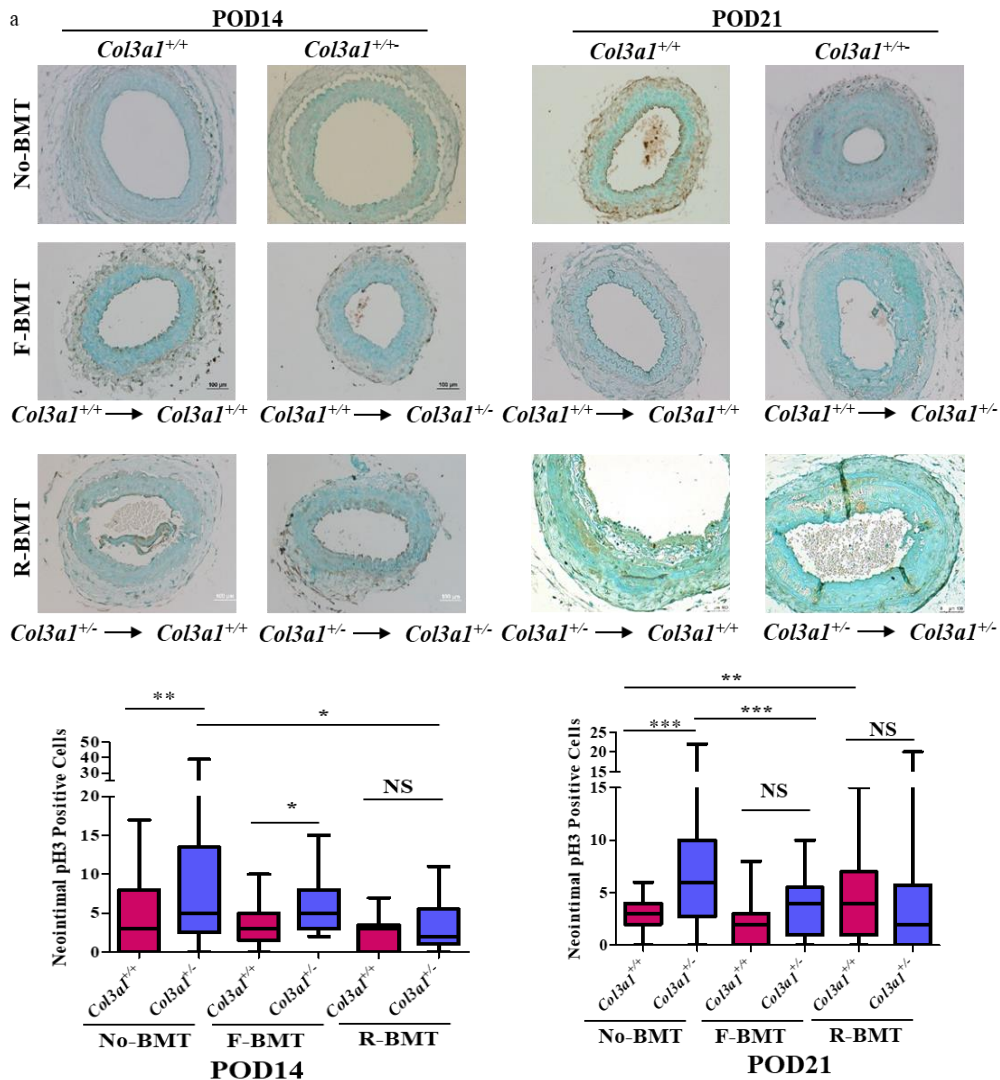 a
POD14 POD21
Col3a1+/+ Col3a1+/+- Col3a1+/+ Col3a1+/+-
No-BMT
F-BMT
100 μm 100 μm
Col3a1+/+ → Col3a1+/+ Col3a1+/+ → Col3a1+/- Col3a1+/+ → Col3a1+/+ Col3a1+/+ → Col3a1+/-
R-BMT
Col3a1+/- → Col3a1+/+ Col3a1+/- → Col3a1+/- Col3a1+/- → Col3a1+/+ Col3a1+/- → Col3a1+/-
Neointimal pH3 Positive Cells
50
40
30
20
15
10
5
0
**
*
*
NS
Col3a1+/+ Col3a1+/- Col3a1+/+ Col3a1+/- Col3a1+/+ Col3a1+/-
No-BMT F-BMT R-BMT
POD14
Neointimal pH3 Positive Cells
25
20
15
15
10
5
0
**
*** ***
NS
NS
Col3a1+/+ Col3a1+/- Col3a1+/+ Col3a1+/- Col3a1+/+ Col3a1+/-
No-BMT F-BMT R-BMT
POD21